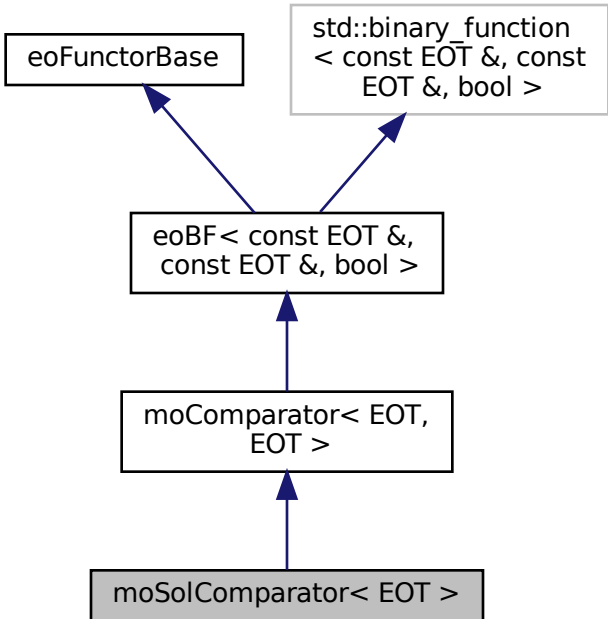 eoFunctorBase
std::binary_function
< const EOT &, const
EOT &, bool >
eoBF< const EOT &,
const EOT &, bool >
moComparator< EOT,
EOT >
moSolComparator< EOT >